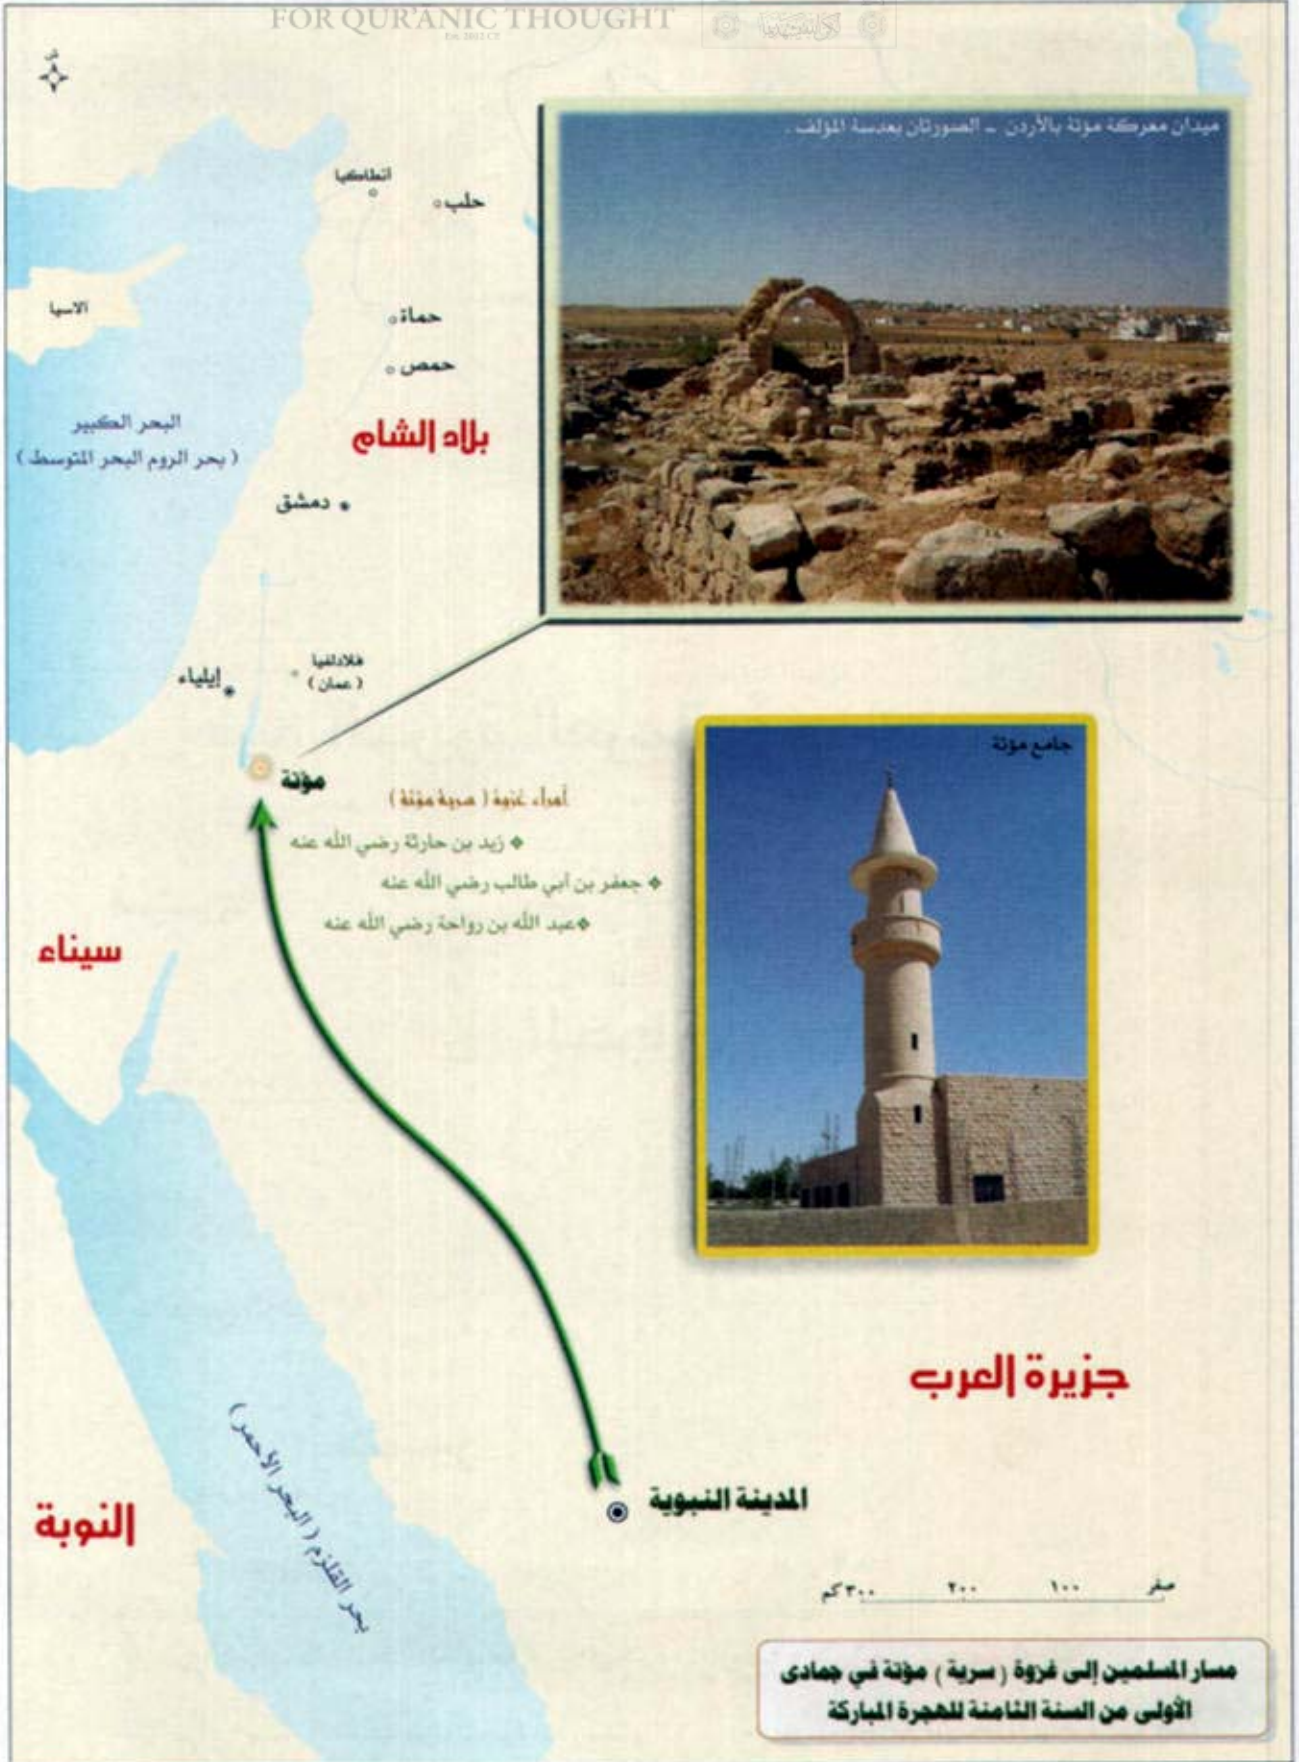 FOR QUR'ANIC THOUGHT
Est. 2012 CE
ش
ميدان معركة مؤتة بالأردن - الصورتان بعدسة المؤلف .
أنطاكيا
حلب
الاسيا
حماة
حمص
البحر الكبير
( بحر الروم البحر المتوسط )
بلاد الشام
دمشق
فلادلفيا
( عمان )
إيلياء
جامع مؤتة
مؤتة
أمراء غزوة ( سرية مؤتة )
❖ زيد بن حارثة رضي الله عنه
❖ جعفر بن أبي طالب رضي الله عنه
❖عبد الله بن رواحة رضي الله عنه
سيناء
جزيرة العرب
بحر القلزم ( البحر الأحمر )
المدينة النبوية
النوبة
صفر ١٠٠ ٢٠٠ ٣٠٠ كم
مسار المسلمين إلى غزوة ( سرية ) مؤتة في جمادى
الأولى من السنة الثامنة للهجرة المباركة